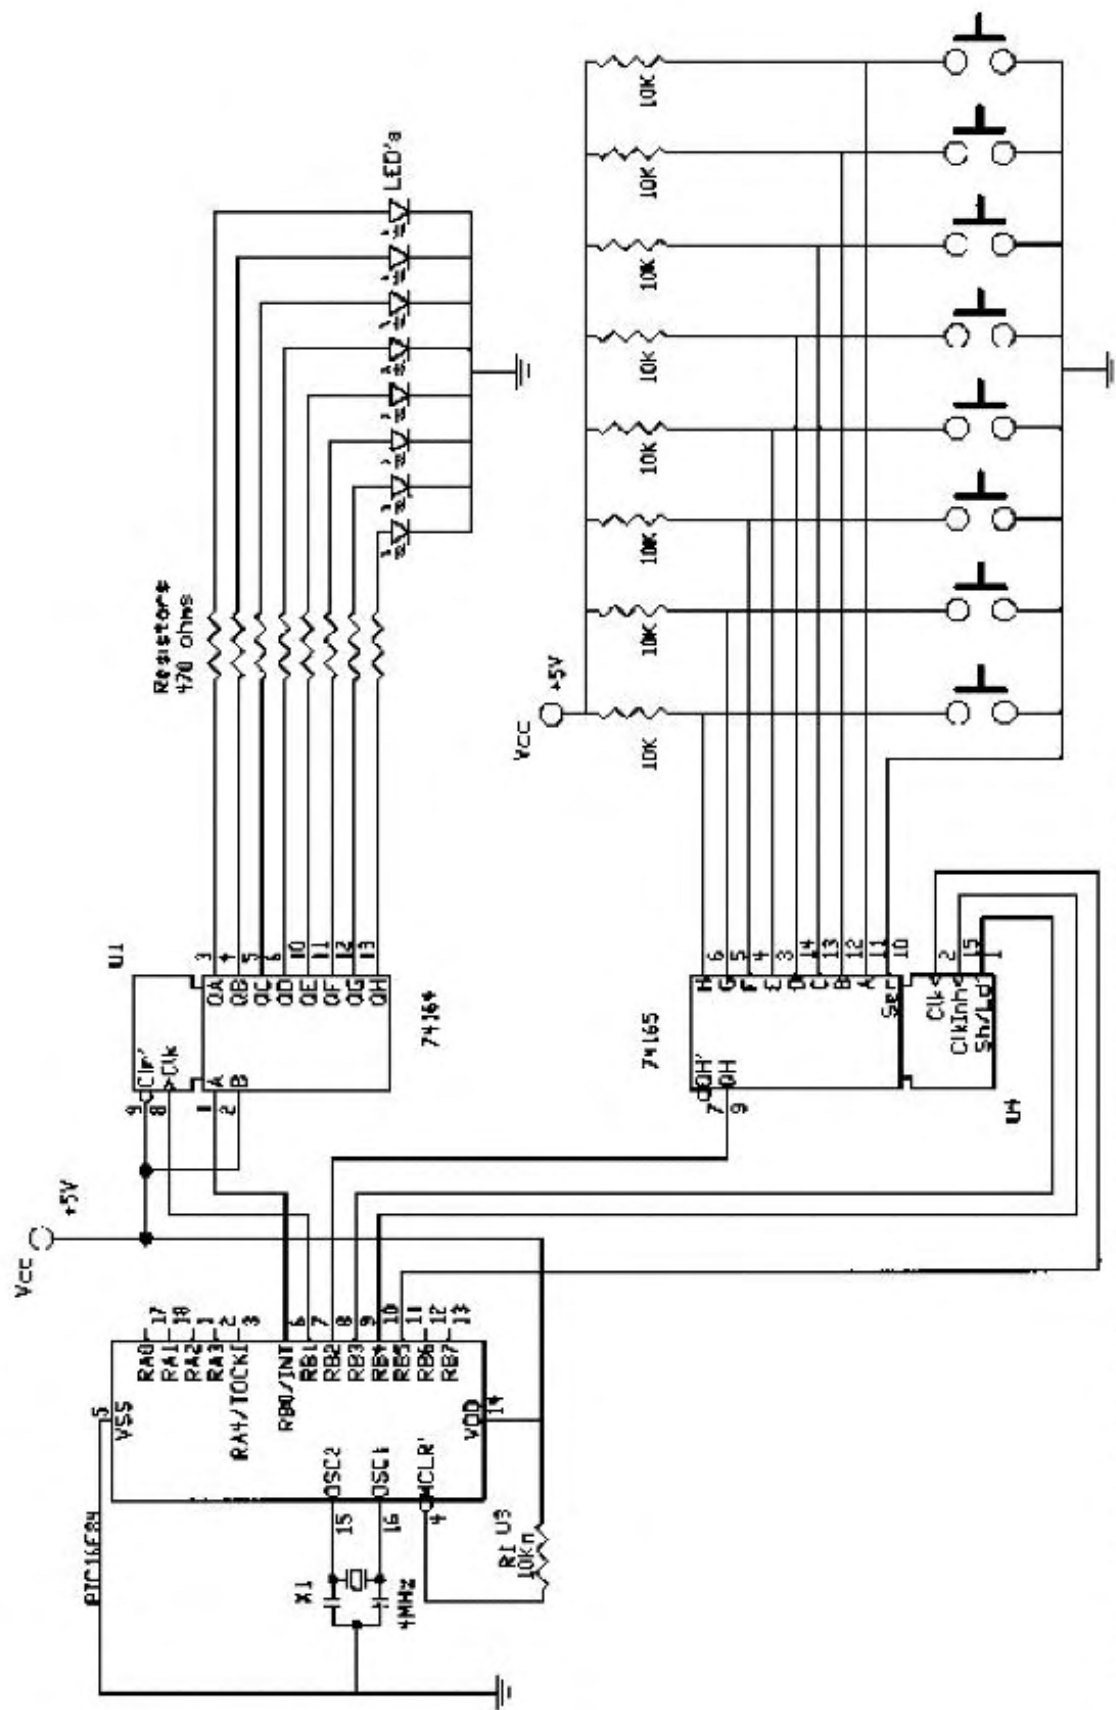 PIC16F84
5
VSS
RA0 17
RA1 18
RA2 1
RA3 2
RA4/TOCKI 3
RB0/INT 6
RB1 7
RB2 8
RB3 9
RB4 10
RB5 11
RB6 12
RB7 13
OSC2
15
OSC1
16
MCLR'
4
VDD
14
U3
X1
4MHz
R1
10K
Vcc
+5V
U1
9 Clr'
8 Clk
1 A
2 B
QA 3
QB 4
QC 5
QD 6
QE 10
QF 11
QG 12
QH 13
74164
Resistors
470 ohms
LED's
74165
QH'
7
QH
9
H
G 6
F 5
E 4
D 3
C 14
B 13
A 12
11
Ser 10
Clk 2
ClkInh 15
Sh/Ld' 1
U4
Vcc
+5V
10K
10K
10K
10K
10K
10K
10K
10K